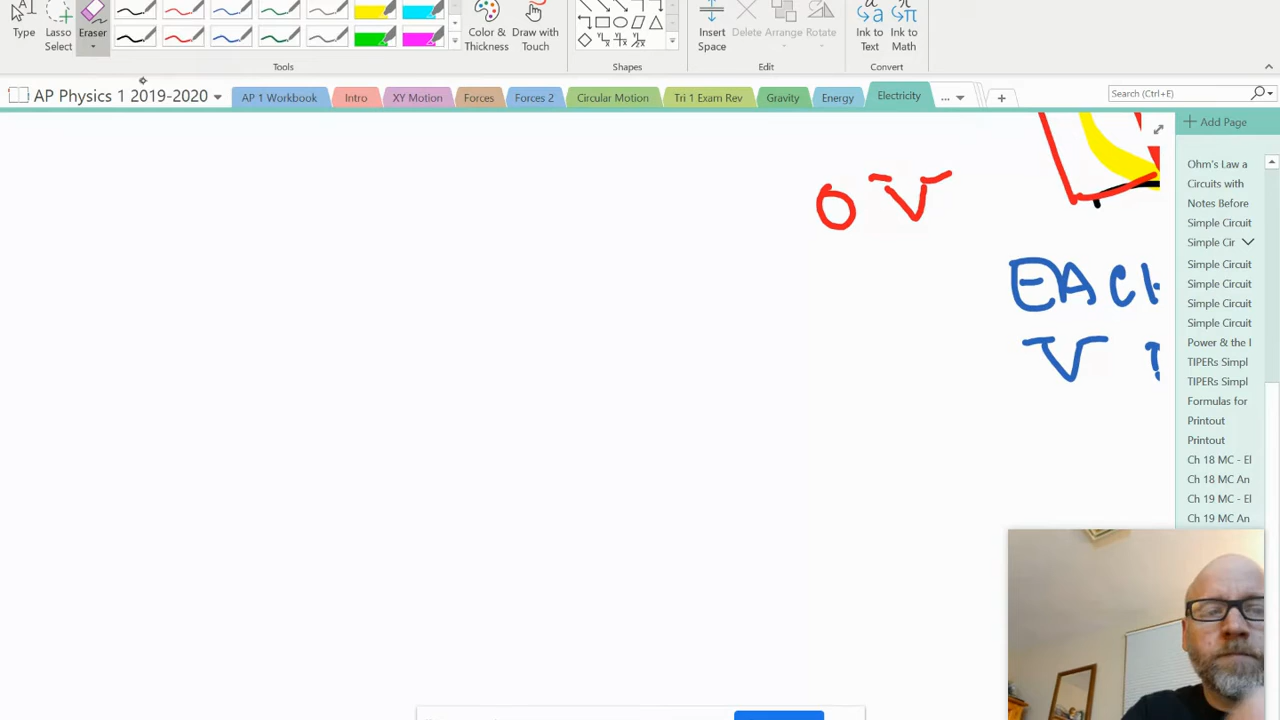 Type
Lasso
Select
Eraser
Color &
Thickness
Draw with
Touch
Insert
Space
Delete
Arrange
Rotate
Ink to
Text
Ink to
Math
Tools
Shapes
Edit
Convert
AP Physics 1 2019-2020
AP 1 Workbook
Intro
XY Motion
Forces
Forces 2
Circular Motion
Tri 1 Exam Rev
Gravity
Energy
Electricity
...
Search (Ctrl+E)
Add Page
Ohm's Law a
Circuits with
Notes Before
Simple Circuit
Simple Cir
Simple Circuit
Simple Circuit
Simple Circuit
Simple Circuit
Power & the I
TIPERs Simpl
TIPERs Simpl
Formulas for
Printout
Printout
Ch 18 MC - El
Ch 18 MC An
Ch 19 MC - El
Ch 19 MC An
0 V
EACH
V